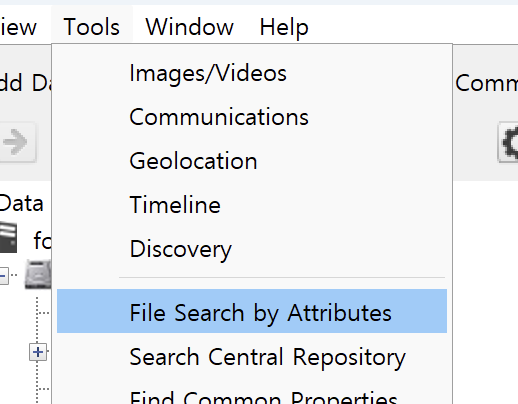 iew Tools Window Help
dd Da Comm
Images/Videos
Communications
Geolocation
Timeline
Data
Discovery
fo
File Search by Attributes
Search Central Repository
Find Common Properties